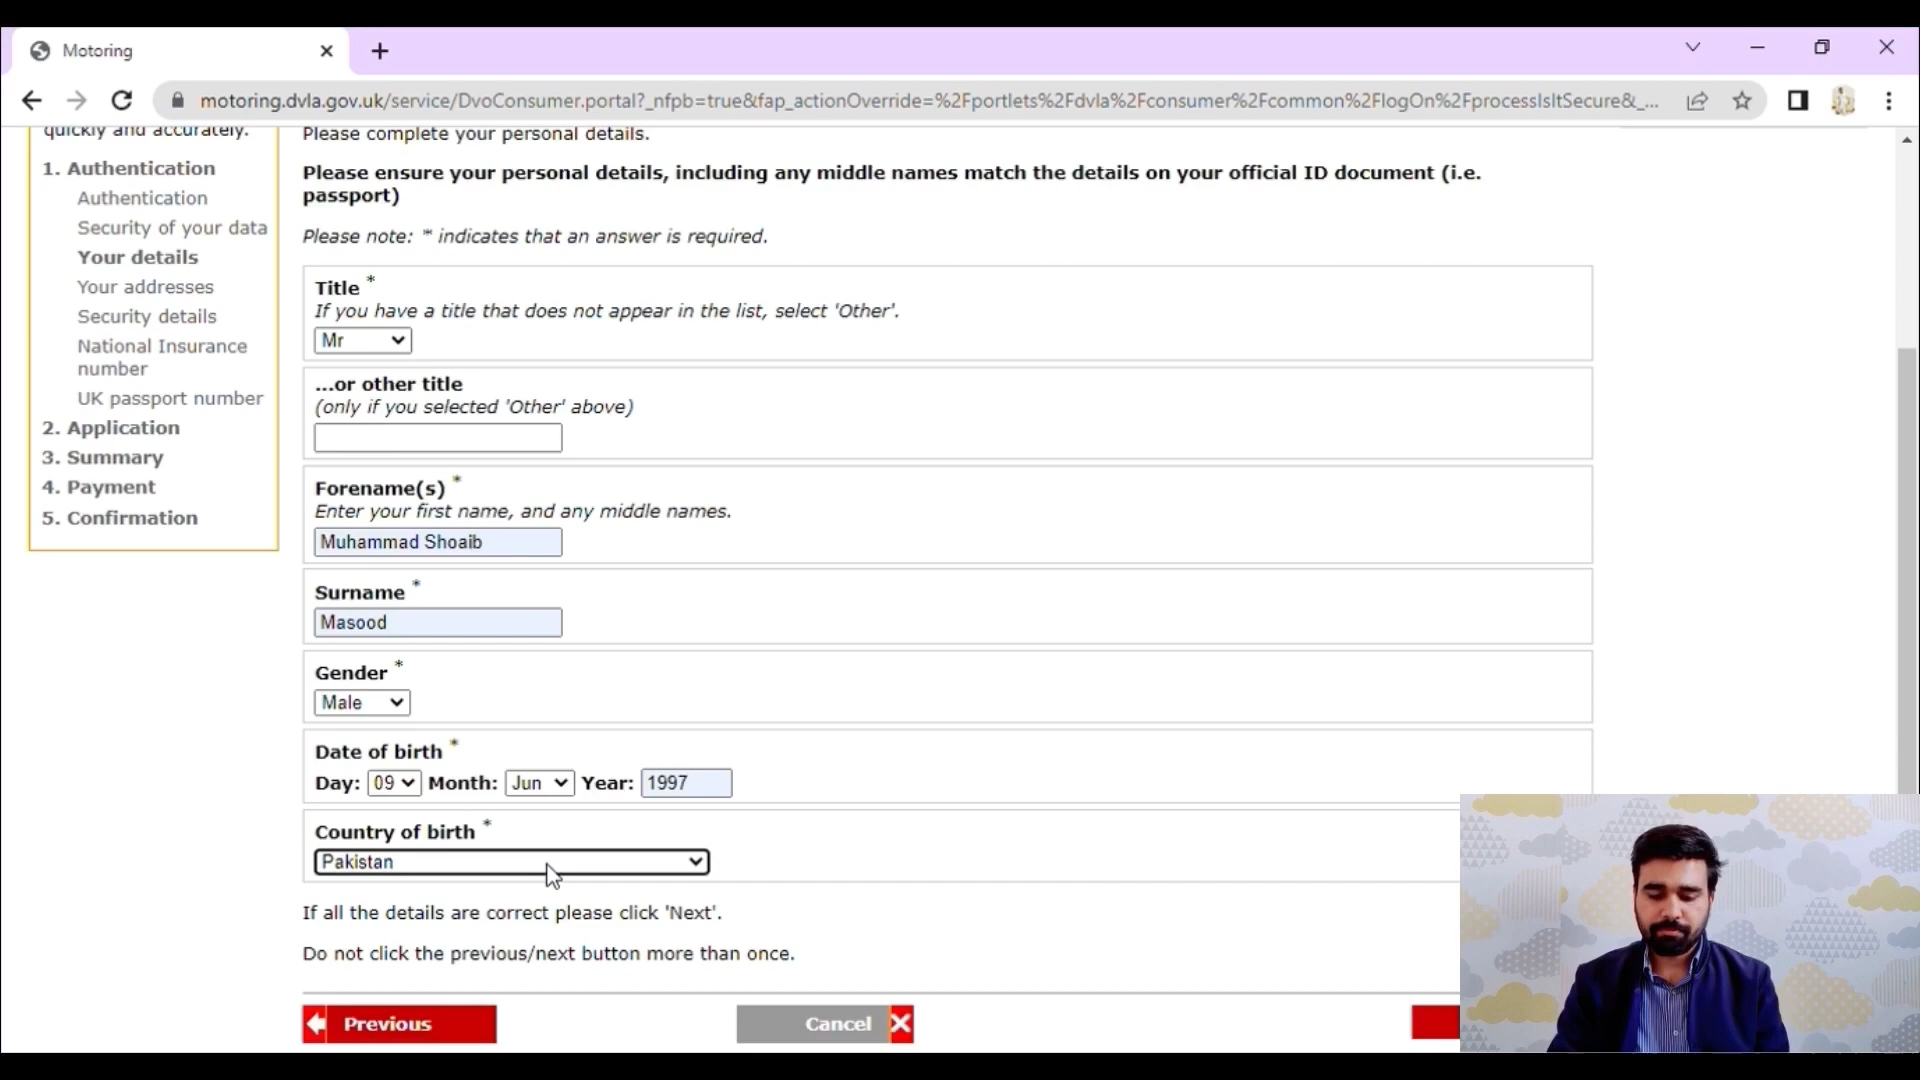 Motoring
motoring.dvla.gov.uk/service/DvoConsumer.portal?_nfpb=true&fap_actionOverride=%2Fportlets%2Fdvla%2Fconsumer%2Fcommon%2FlogOn%2FprocessIsItSecure&_...
quickly and accurately.
1. Authentication
Authentication
Security of your data
Your details
Your addresses
Security details
National Insurance
number
UK passport number
2. Application
3. Summary
4. Payment
5. Confirmation
Please complete your personal details.
Please ensure your personal details, including any middle names match the details on your official ID document (i.e.
passport)
Please note: * indicates that an answer is required.
Title *
If you have a title that does not appear in the list, select 'Other'.
Mr
...or other title
(only if you selected 'Other' above)
Forename(s) *
Enter your first name, and any middle names.
Muhammad Shoaib
Surname *
Masood
Gender *
Male
Date of birth *
Day: 09 Month: Jun Year: 1997
Country of birth *
Pakistan
If all the details are correct please click 'Next'.
Do not click the previous/next button more than once.
Previous
Cancel